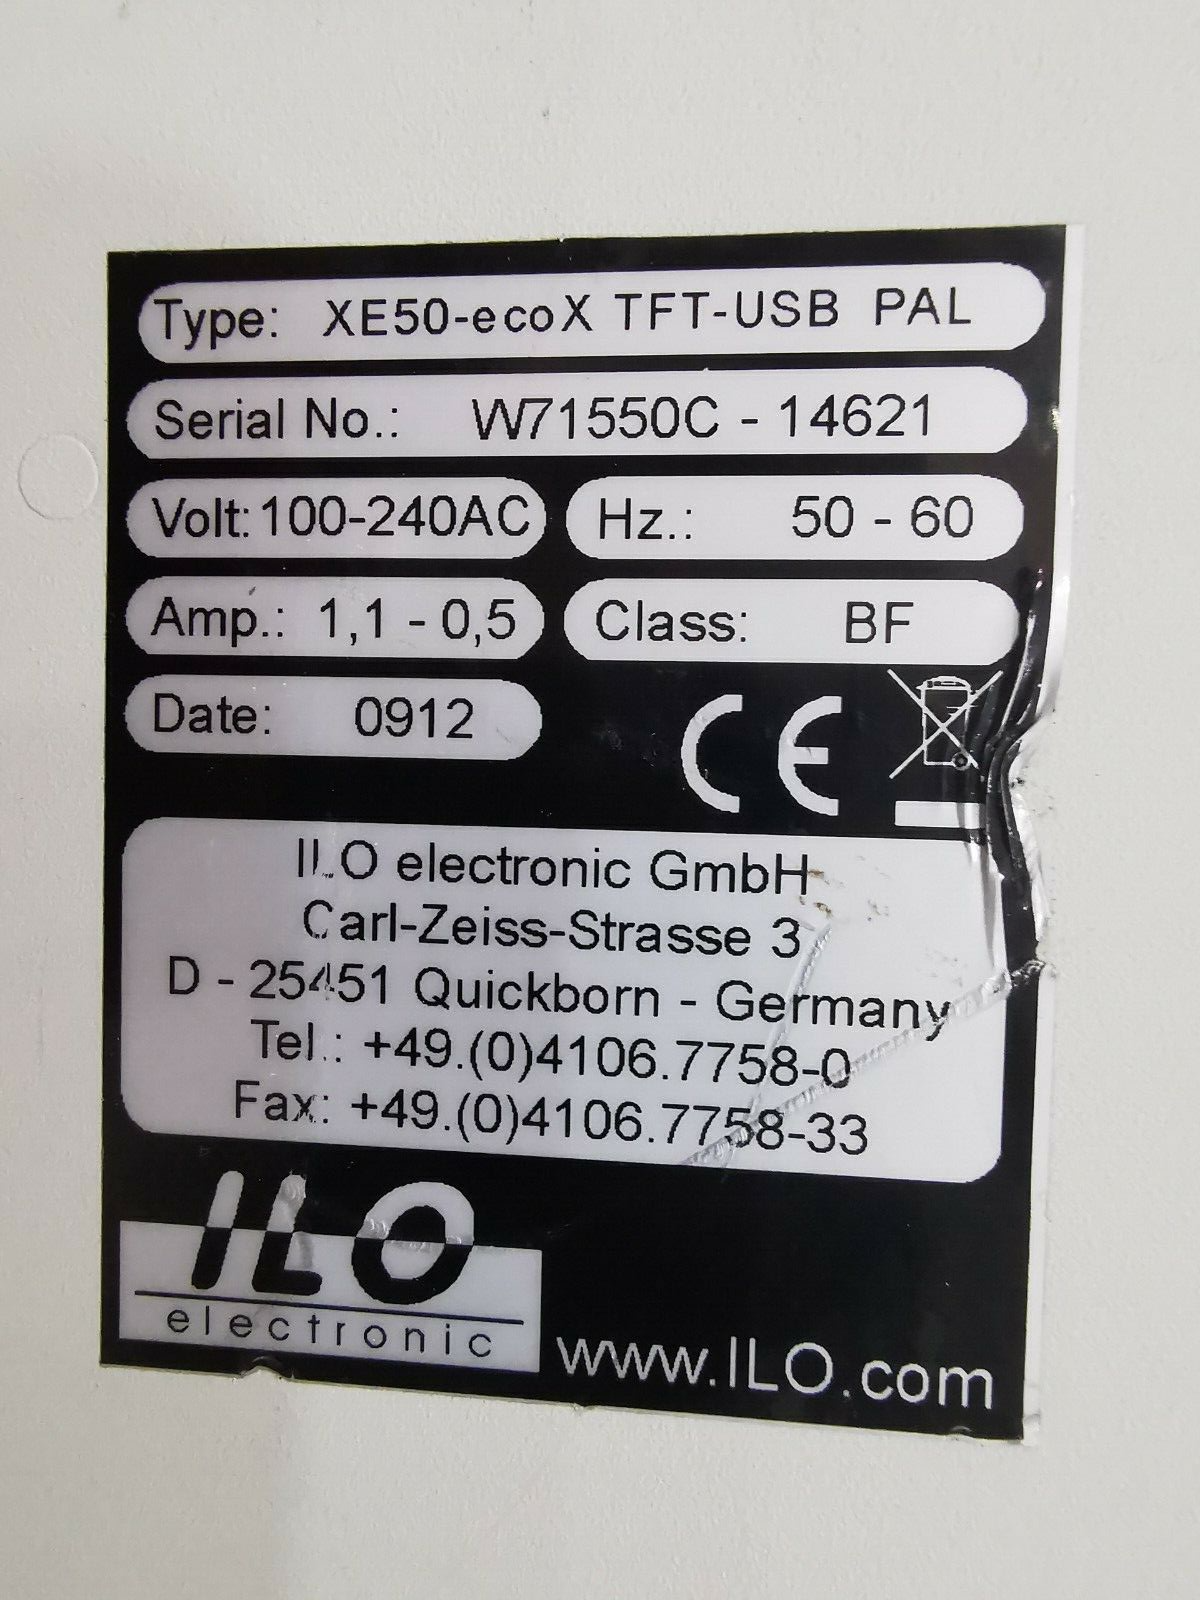 Type: XE50-ecoX TFT-USB PAL
Serial No.: W71550C - 14621
Volt: 100-240AC Hz.: 50 - 60
Amp.: 1,1 - 0,5 Class: BF
Date: 0912
CE
ILO electronic GmbH
Carl-Zeiss-Strasse 3
D - 25451 Quickborn - Germany
Tel.: +49.(0)4106.7758-0
Fax: +49.(0)4106.7758-33
ILO
electronic
www.ILO.com